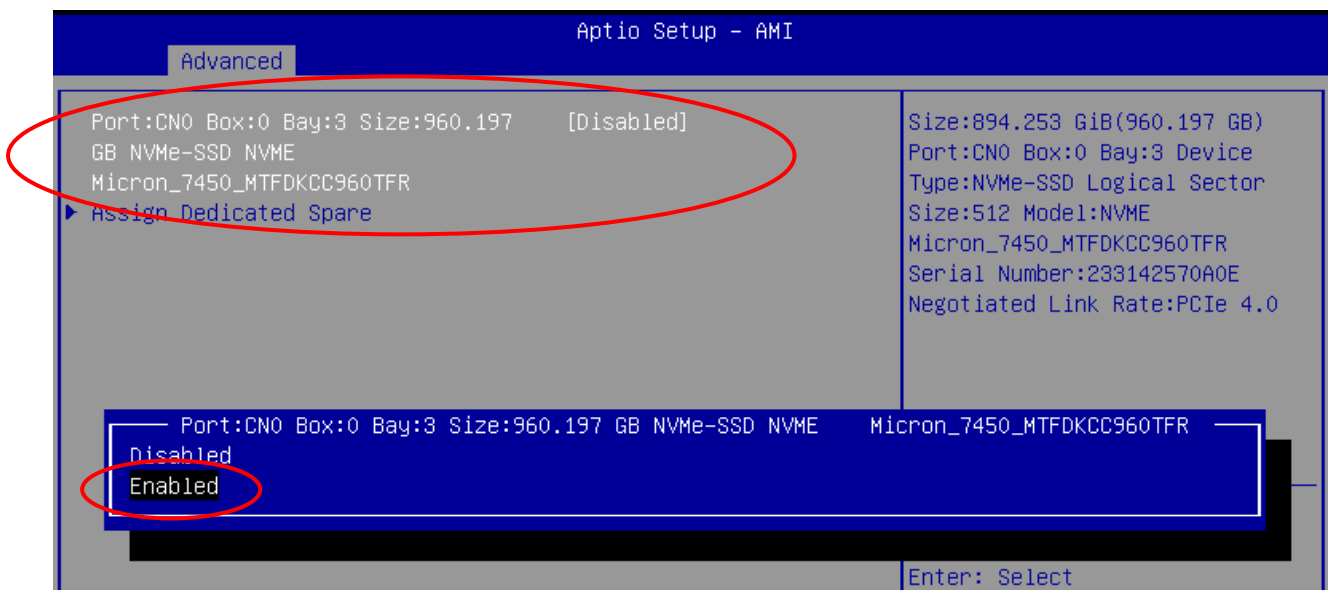 Aptio Setup – AMI
Advanced
Port:CN0 Box:0 Bay:3 Size:960.197 [Disabled]
GB NVMe-SSD NVME
Micron_7450_MTFDKCC960TFR
Assign Dedicated Spare
Size:894.253 GiB(960.197 GB)
Port:CN0 Box:0 Bay:3 Device
Type:NVMe-SSD Logical Sector
Size:512 Model:NVME
Micron_7450_MTFDKCC960TFR
Serial Number:233142570A0E
Negotiated Link Rate:PCIe 4.0
Port:CN0 Box:0 Bay:3 Size:960.197 GB NVMe-SSD NVME Micron_7450_MTFDKCC960TFR
Disabled
Enabled
Enter: Select